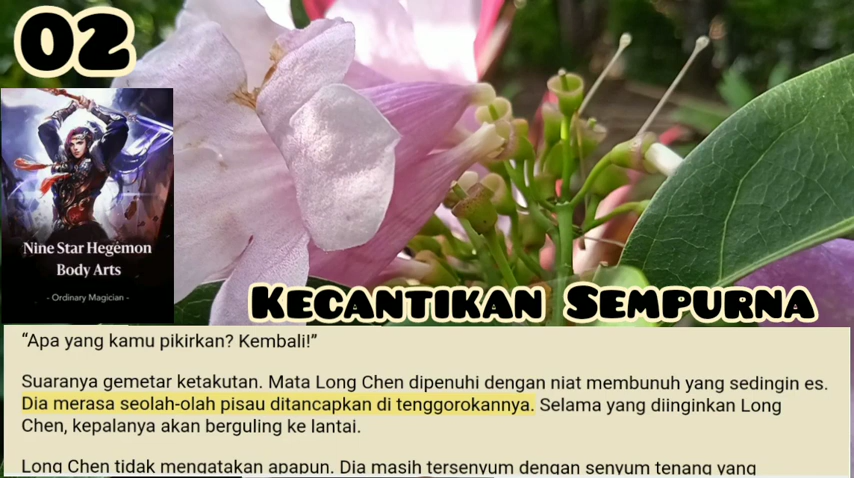 02
Nine Star Hegemon
Body Arts
- Ordinary Magician -
KECANTIKAN SEMPURNA
“Apa yang kamu pikirkan? Kembali!”
Suaranya gemetar ketakutan. Mata Long Chen dipenuhi dengan niat membunuh yang sedingin es.
Dia merasa seolah-olah pisau ditancapkan di tenggorokannya. Selama yang diinginkan Long
Chen, kepalanya akan berguling ke lantai.
Long Chen tidak mengatakan apapun. Dia masih tersenyum dengan senyum tenang yang